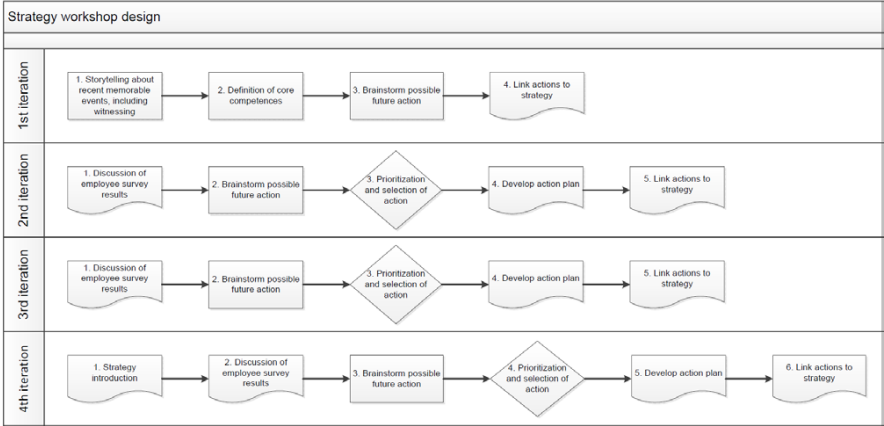 Strategy workshop design
1st iteration
1. Storytelling about
recent memorable
events, including
witnessing
2. Definition of core
competences
3. Brainstorm possible
future action
4. Link actions to
strategy
2nd iteration
1. Discussion of
employee survey
results
2. Brainstorm possible
future action
3. Prioritization
and selection of
action
4. Develop action plan
5. Link actions to
strategy
3rd iteration
1. Discussion of
employee survey
results
2. Brainstorm possible
future action
3. Prioritization
and selection of
action
4. Develop action plan
5. Link actions to
strategy
4th iteration
1. Strategy
introduction
2. Discussion of
employee survey
results
3. Brainstorm possible
future action
4. Prioritization
and selection of
action
5. Develop action plan
6. Link actions to
strategy